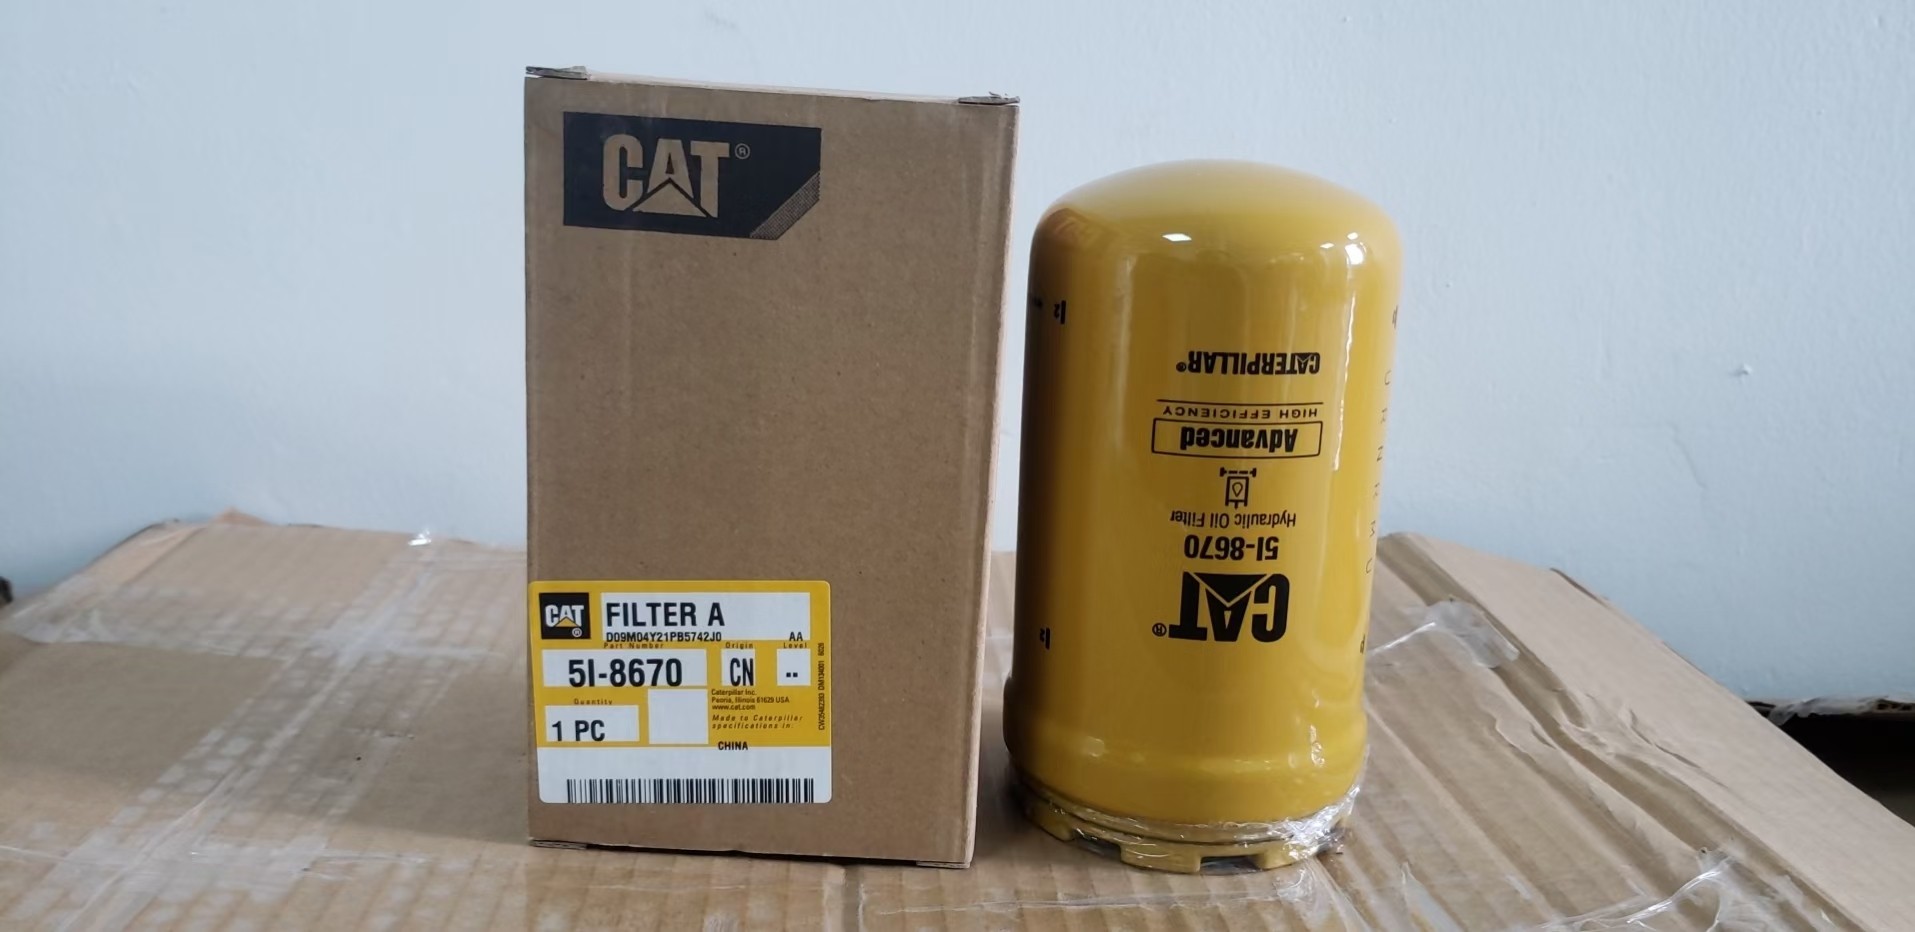 CAT®
CAT®
FILTER A
D09M04Y21PB5742J0
AA
Part Number
Origin
Level
5I-8670
CN
--
Quantity
1 PC
Caterpillar Inc.
Peoria, Illinois 61629 USA
www.cat.com
Made to Caterpillar
specifications in:
CHINA
CAT®
5I-8670
Hydraulic Oil Filter
Advanced
HIGH EFFICIENCY
CATERPILLAR®